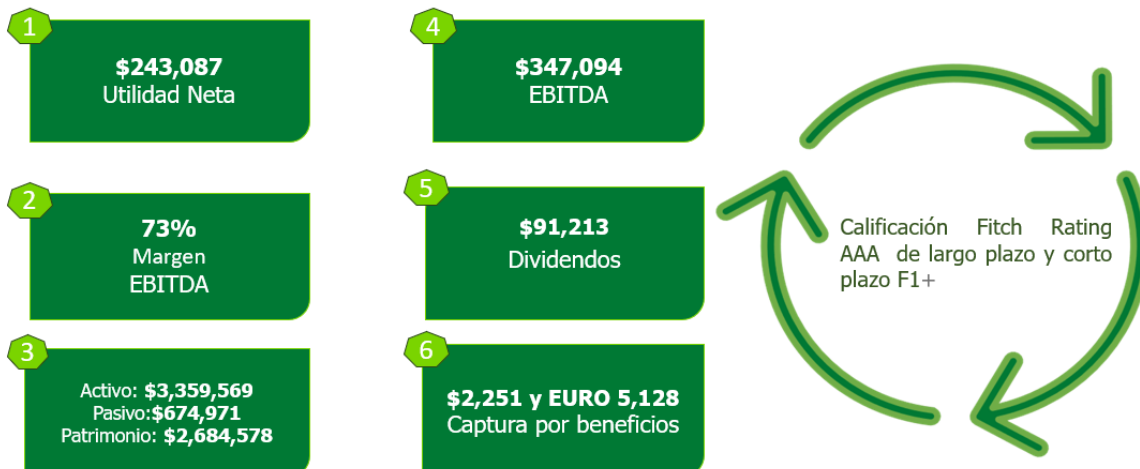 1
$243,087
Utilidad Neta
2
73%
Margen
EBITDA
3
Activo: $3,359,569
Pasivo:$674,971
Patrimonio: $2,684,578
4
$347,094
EBITDA
5
$91,213
Dividendos
6
$2,251 y EURO 5,128
Captura por beneficios
Calificación Fitch Rating
AAA de largo plazo y corto
plazo F1+